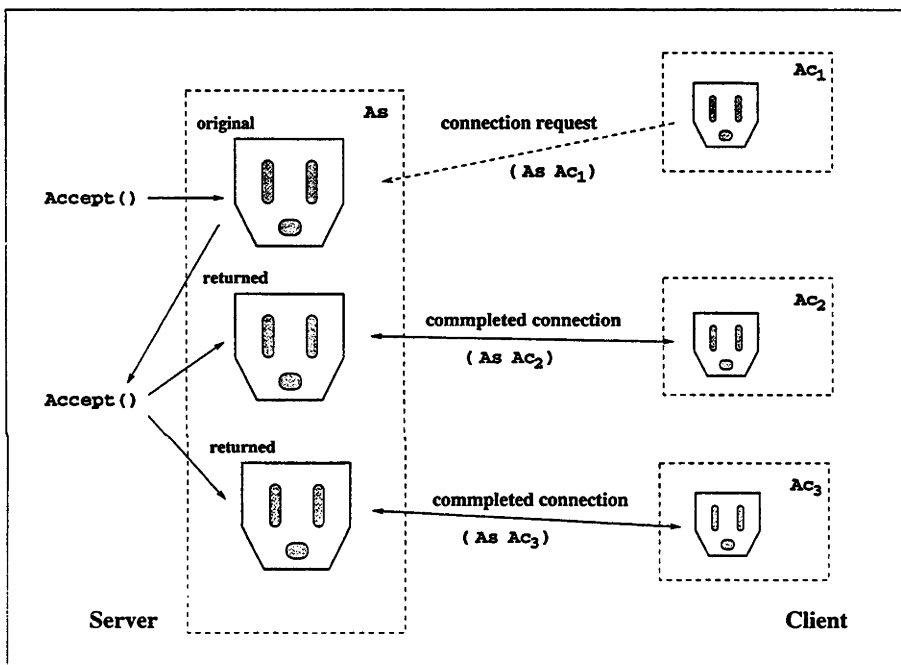 Ac1
As
original
connection request
(As Ac1)
Accept()
returned
Ac2
commpleted connection
(As Ac2)
Accept()
returned
Ac3
commpleted connection
(As Ac3)
Server
Client